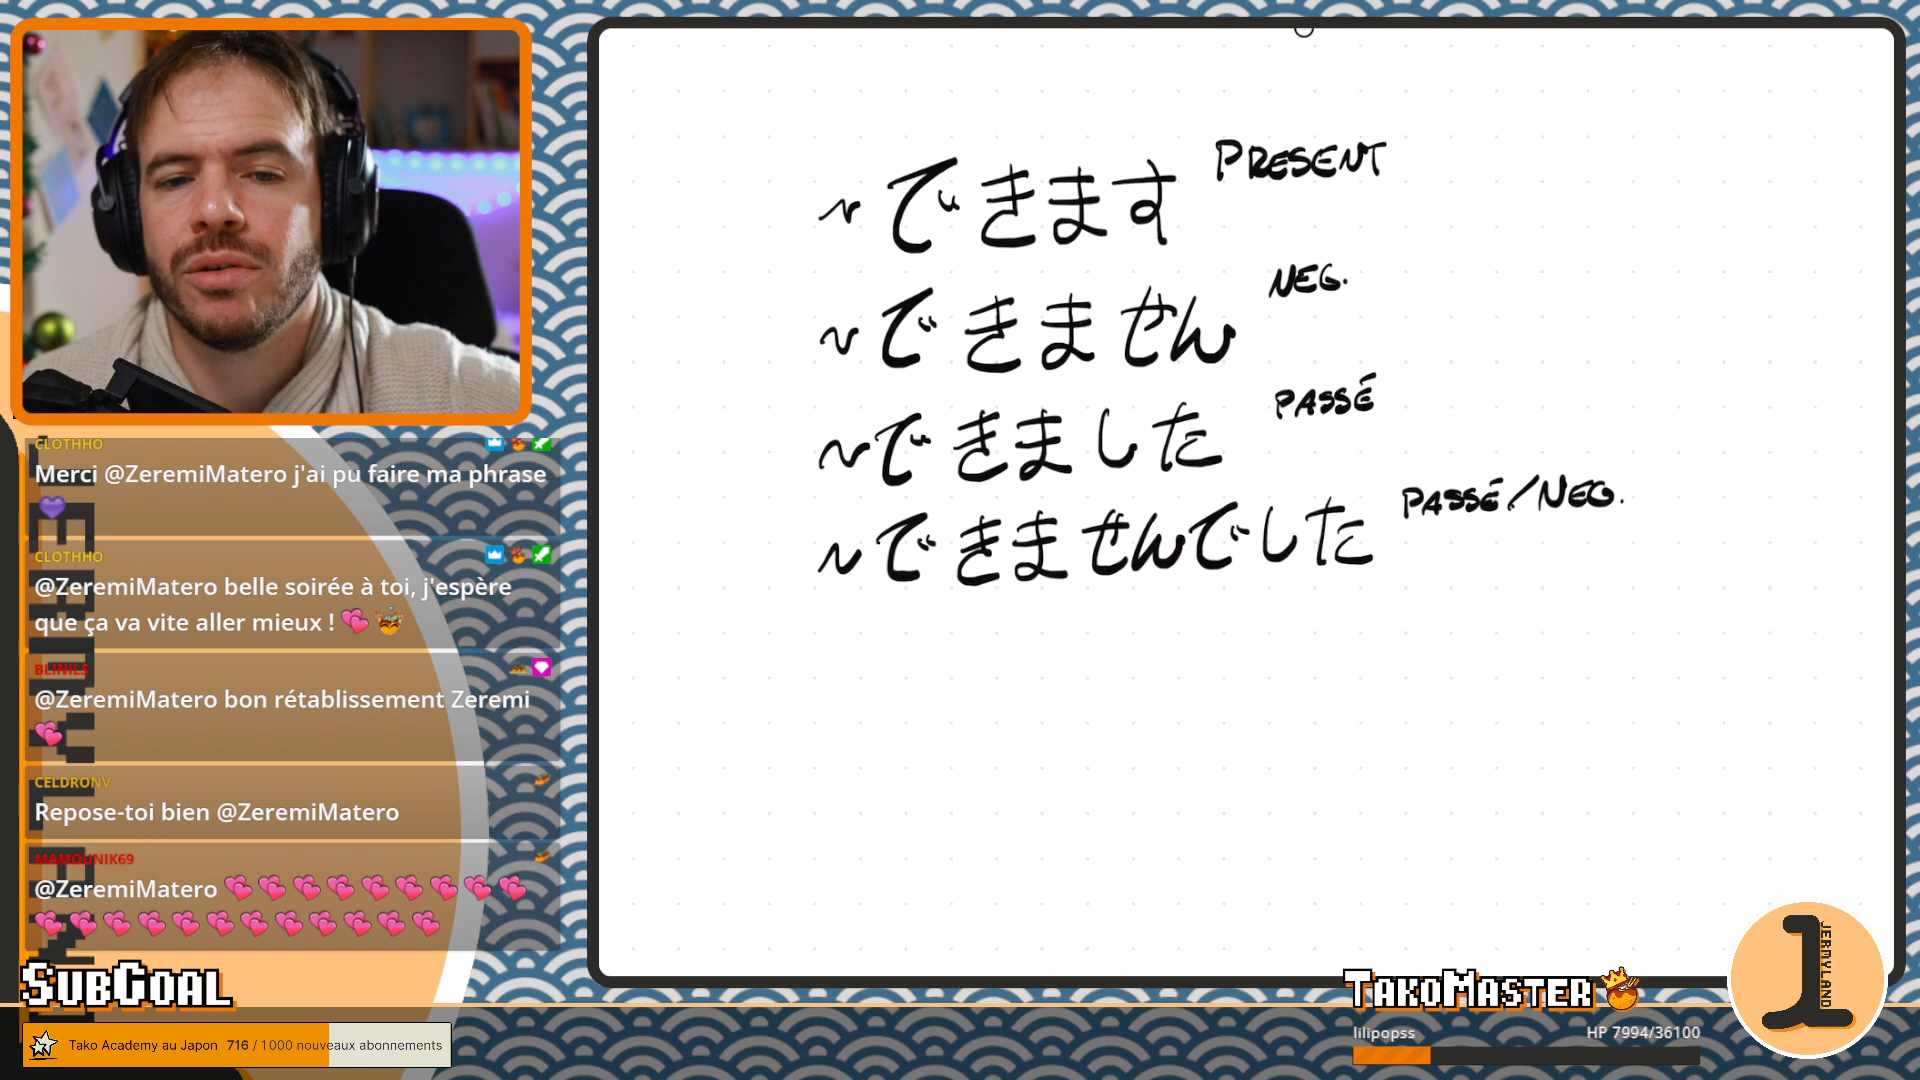 ~できます PRESENT
~できません NEG.
~できました PASSÉ
~できませんでした PASSÉ/NEG.
CLOTHHO
Merci @ZeremiMatero j'ai pu faire ma phrase 💜
CLOTHHO
@ZeremiMatero belle soirée à toi, j'espère
que ça va vite aller mieux ! 💕
BLINILS
@ZeremiMatero bon rétablissement Zeremi
💕
CELDRONV
Repose-toi bien @ZeremiMatero
MAMOUNIK69
@ZeremiMatero 💕💕💕💕💕💕💕💕💕
💕💕💕💕💕💕💕💕💕💕💕💕
SUBGOAL
Tako Academy au Japon 716 / 1000 nouveaux abonnements
TAKOMASTER
lilipopss HP 7994/36100
JEREMYLAND